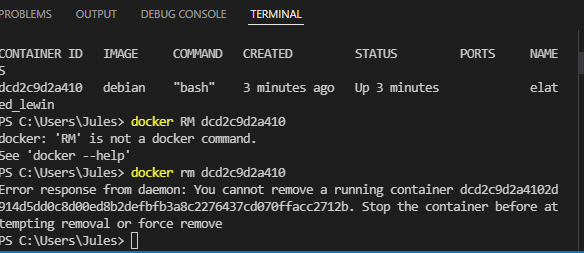 PROBLEMS OUTPUT DEBUG CONSOLE TERMINAL
CONTAINER ID IMAGE COMMAND CREATED STATUS PORTS NAME
S
dcd2c9d2a410 debian "bash" 3 minutes ago Up 3 minutes elat
ed_lewin
PS C:\Users\Jules> docker RM dcd2c9d2a410
docker: 'RM' is not a docker command.
See 'docker --help'
PS C:\Users\Jules> docker rm dcd2c9d2a410
Error response from daemon: You cannot remove a running container dcd2c9d2a4102d
914d5dd0c8d00ed8b2defbfb3a8c2276437cd070ffacc2712b. Stop the container before at
tempting removal or force remove
PS C:\Users\Jules>